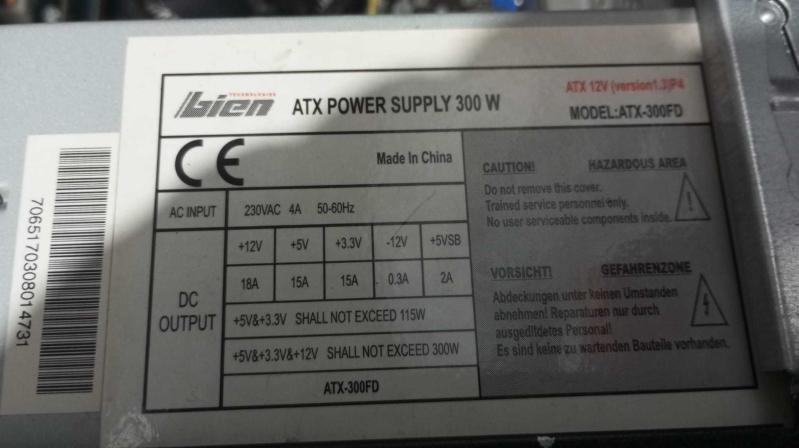 TECHNOLOGIES
bien
ATX POWER SUPPLY 300 W
ATX 12V (version1.3)P4
MODEL:ATX-300FD
CE
Made In China
AC INPUT 230VAC 4A 50-60Hz
DC OUTPUT
+12V +5V +3.3V -12V +5VSB
18A 15A 15A 0.3A 2A
+5V&+3.3V SHALL NOT EXCEED 115W
+5V&+3.3V&+12V SHALL NOT EXCEED 300W
ATX-300FD
CAUTION! HAZARDOUS AREA
Do not remove this cover.
Trained service personnel only.
No user serviceable components inside.
VORSICHT! GEFAHRENZONE
Abdeckungen unter keinen Umstanden
abnehmen! Reparaturen nur durch
ausgedltdetes Personal!
Es sind keine zu wartenden Bauteile vorhanden.
7065170308014731